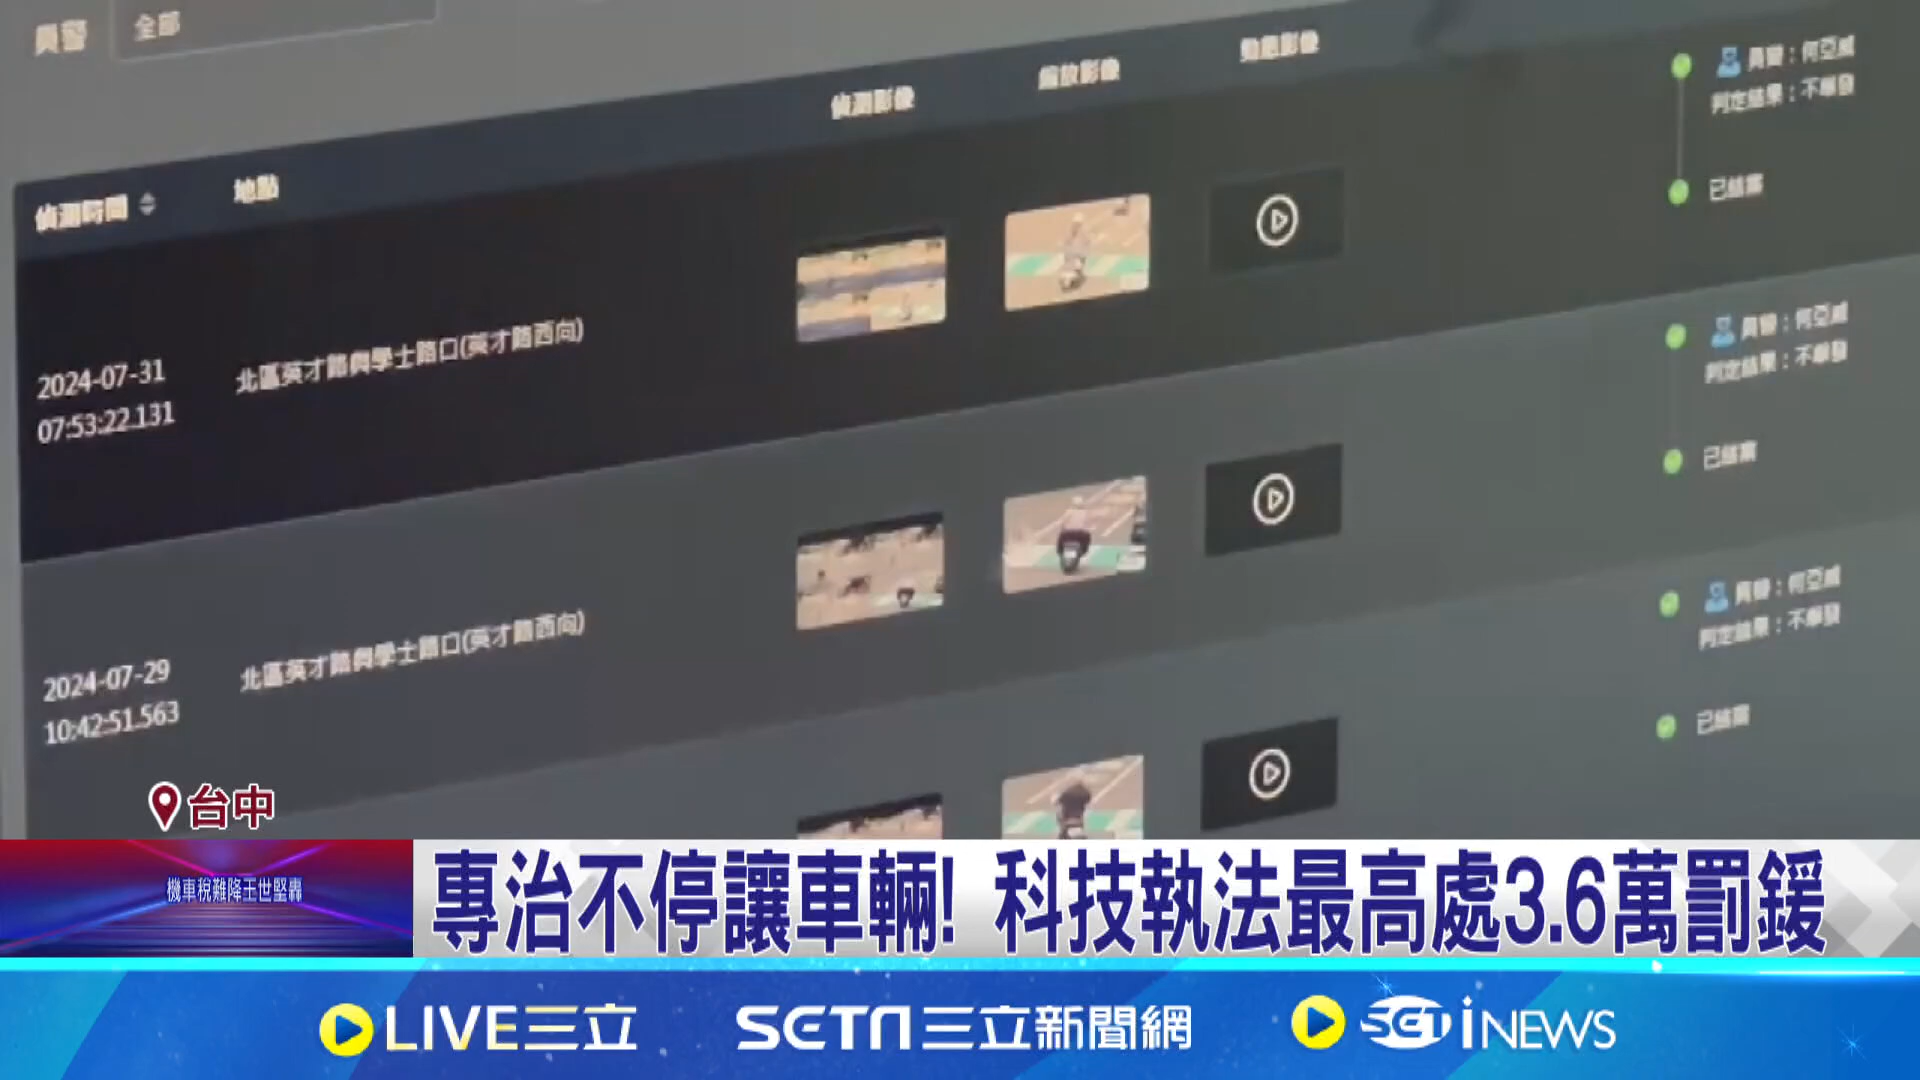 員警 全部
偵測時間 地點 偵測影像 縮放影像 動態影像
員警：何亞威
判定結果：不舉發
已結案
2024-07-31
07:53:22.131
北區英才路與學士路口(英才路西向)
員警：何亞威
判定結果：不舉發
已結案
2024-07-29
10:42:51.563
北區英才路與學士路口(英才路西向)
員警：何亞威
判定結果：不舉發
已結案
台中
機車稅難降王世堅轟
專治不停讓車輛! 科技執法最高處3.6萬罰鍰
LIVE三立 SETN三立新聞網 SETiNEWS